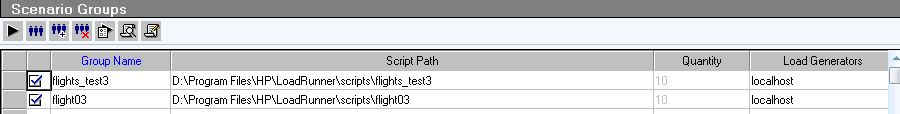 Scenario Groups
Group Name Script Path Quantity Load Generators
flights_test3 D:\Program Files\HP\LoadRunner\scripts\flights_test3 10 localhost
flight03 D:\Program Files\HP\LoadRunner\scripts\flight03 10 localhost